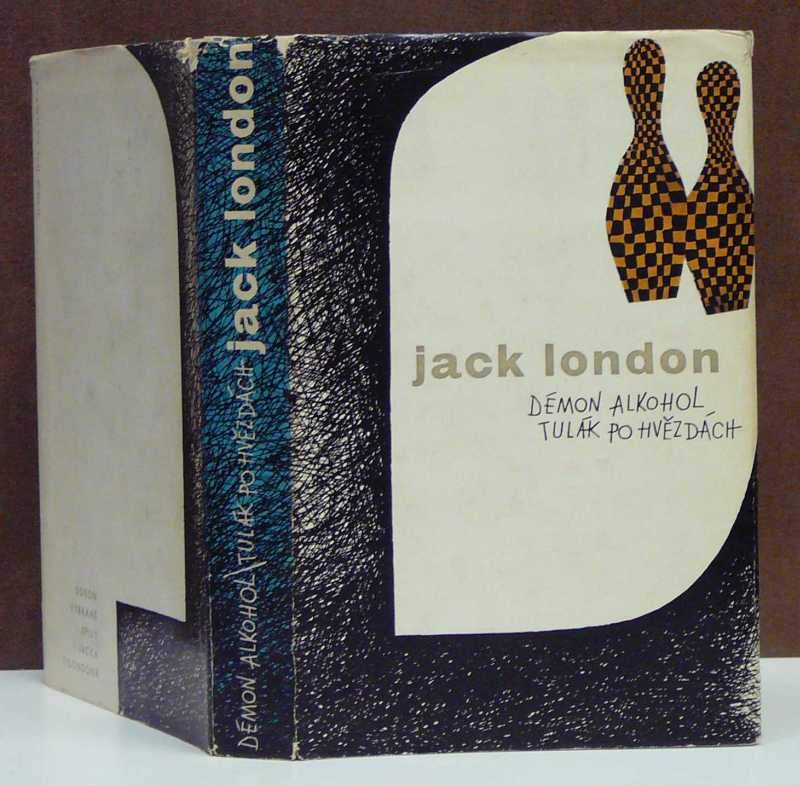 jack london
DÉMON ALKOHOL
TULÁK PO HVĚZDÁCH
DÉMON ALKOHOL\TULÁK PO HVĚZDÁCH jack london